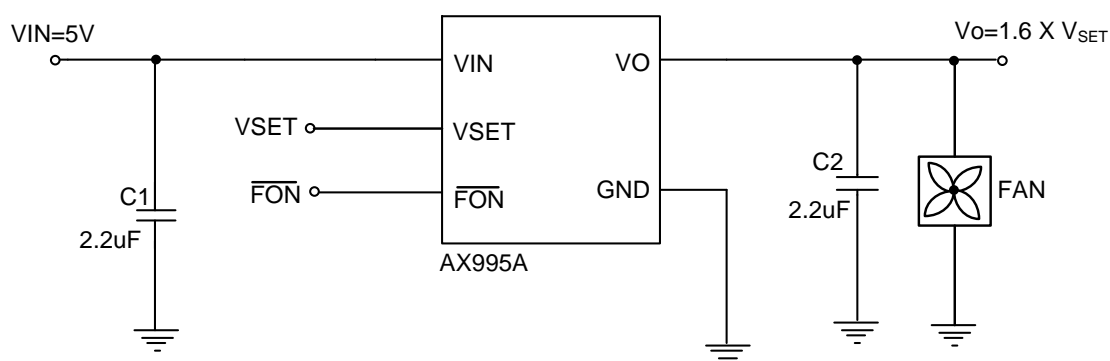 VIN=5V
Vo=1.6 X VSET
VIN
VO
VSET
VSET
FON
FON
GND
C1
2.2uF
C2
2.2uF
FAN
AX995A